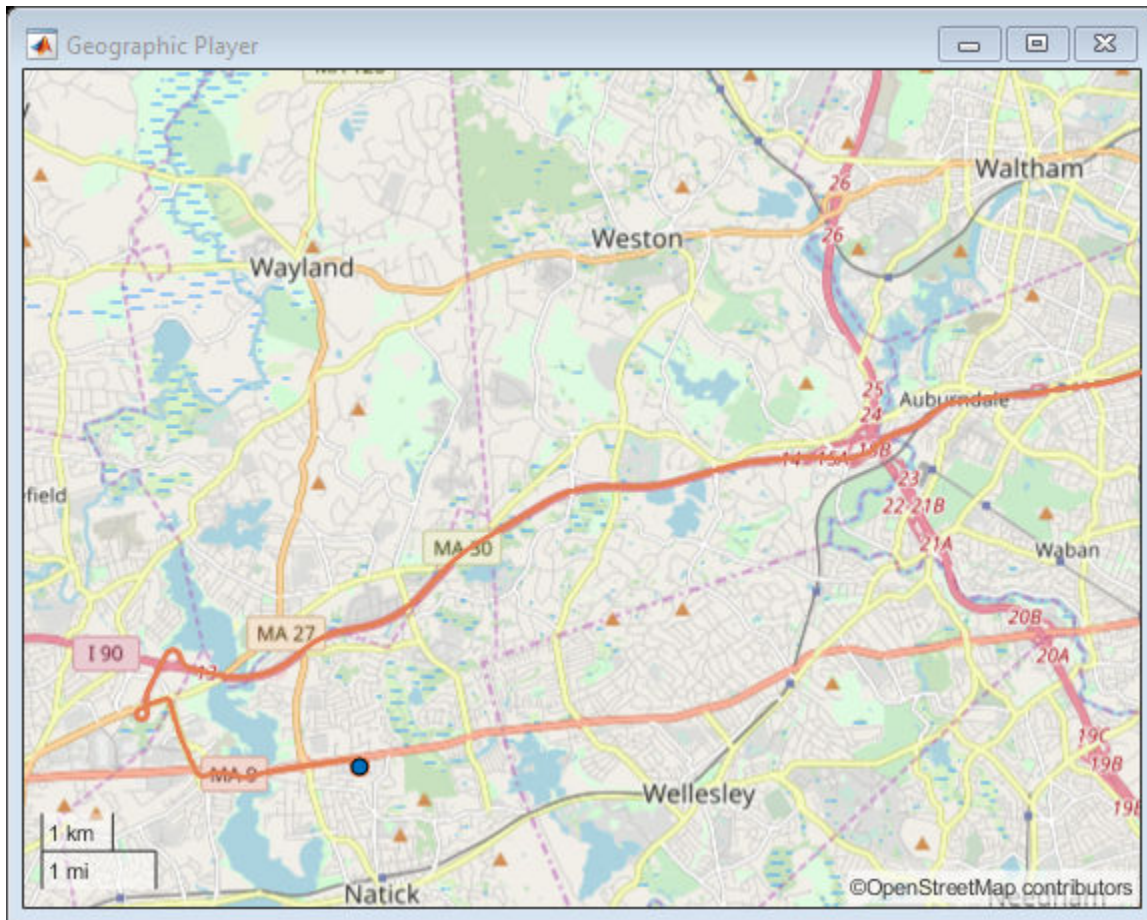 Geographic Player
26
Waltham
26
Weston
Wayland
25
Auburndale
24
14
15A
15B
23
field
22
21B
MA 30
21A
Waban
20B
MA 27
I 90
20A
13
19C
MA 9
19B
Wellesley
1 km
1 mi
Natick
©OpenStreetMap contributors